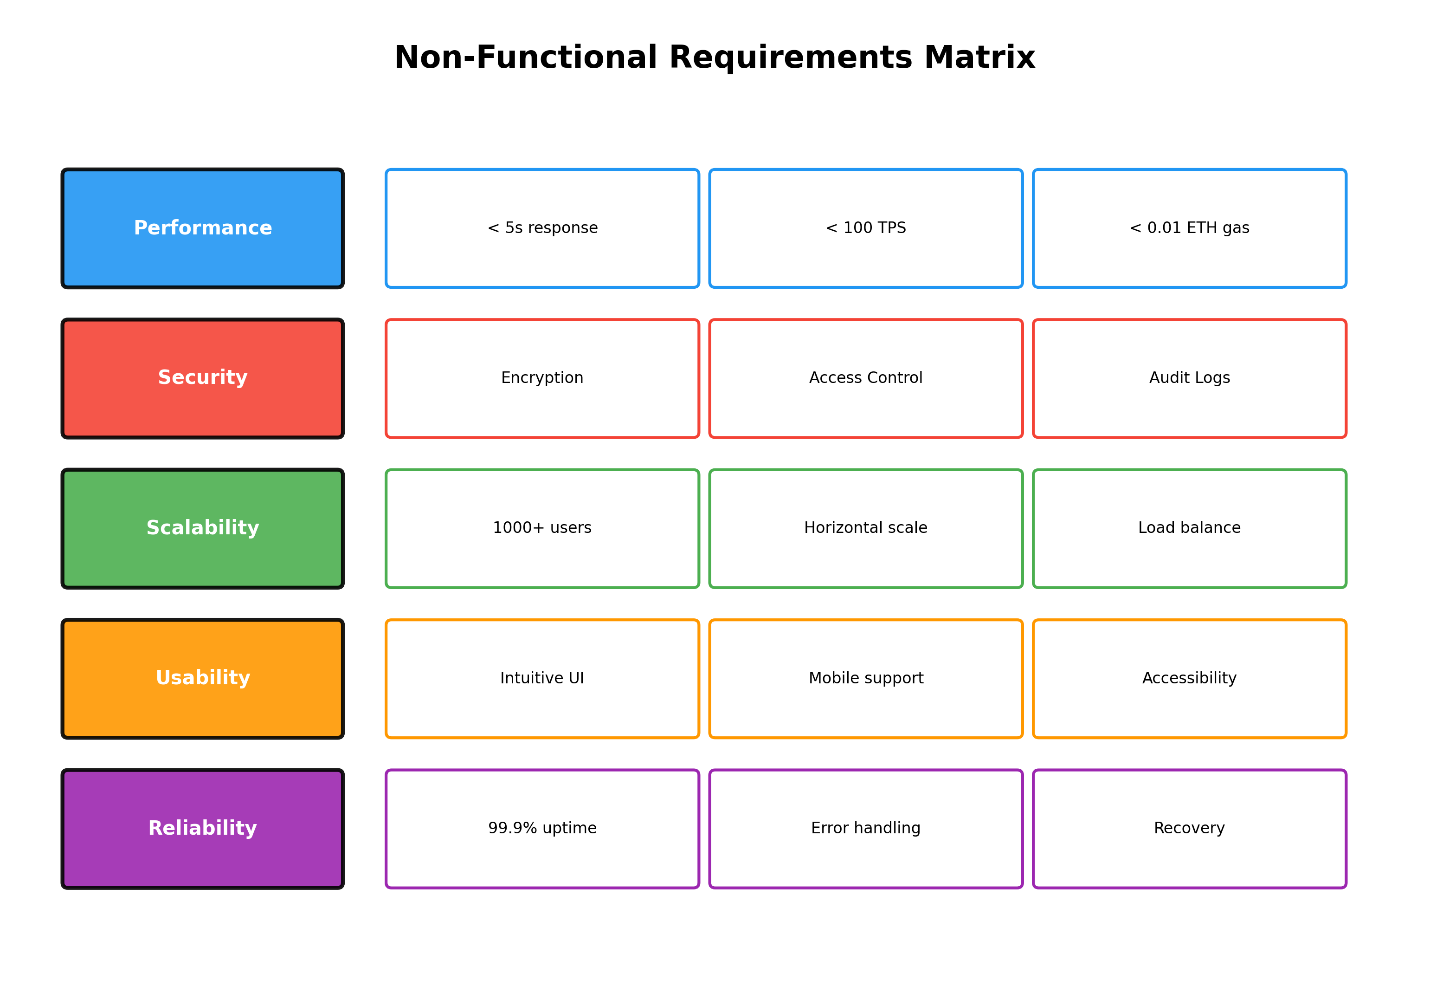 Non-Functional Requirements Matrix
Performance
< 5s response
< 100 TPS
< 0.01 ETH gas
Security
Encryption
Access Control
Audit Logs
Scalability
1000+ users
Horizontal scale
Load balance
Usability
Intuitive UI
Mobile support
Accessibility
Reliability
99.9% uptime
Error handling
Recovery